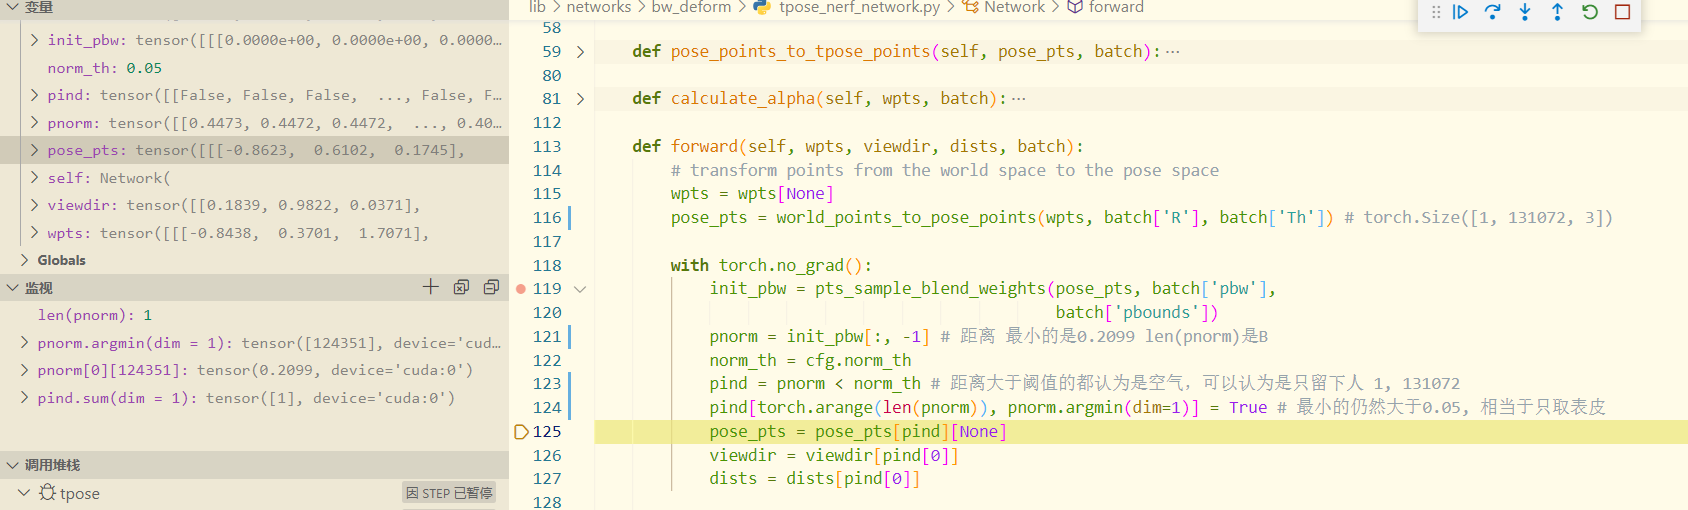 变量
init_pbw: tensor([[[0.0000e+00, 0.0000e+00, 0.0000…
norm_th: 0.05
pind: tensor([[False, False, False,  ..., False, F…
pnorm: tensor([[0.4473, 0.4472, 0.4472,  ..., 0.40…
pose_pts: tensor([[[-0.8623,  0.6102,  0.1745],
self: Network(
viewdir: tensor([[0.1839, 0.9822, 0.0371],
wpts: tensor([[[-0.8438,  0.3701,  1.7071],
Globals
监视
len(pnorm): 1
pnorm.argmin(dim = 1): tensor([124351], device='cud…
pnorm[0][124351]: tensor(0.2099, device='cuda:0')
pind.sum(dim = 1): tensor([1], device='cuda:0')
调用堆栈
tpose
因 STEP 已暂停
lib > networks > bw_deform > tpose_nerf_network.py > Network > forward
58
59 def pose_points_to_tpose_points(self, pose_pts, batch):…
80
81 def calculate_alpha(self, wpts, batch):…
112
113 def forward(self, wpts, viewdir, dists, batch):
114 # transform points from the world space to the pose space
115 wpts = wpts[None]
116 pose_pts = world_points_to_pose_points(wpts, batch['R'], batch['Th']) # torch.Size([1, 131072, 3])
117
118 with torch.no_grad():
119 init_pbw = pts_sample_blend_weights(pose_pts, batch['pbw'],
120 batch['pbounds'])
121 pnorm = init_pbw[:, -1] # 距离 最小的是0.2099 len(pnorm)是B
122 norm_th = cfg.norm_th
123 pind = pnorm < norm_th # 距离大于阈值的都认为是空气，可以认为是只留下人 1, 131072
124 pind[torch.arange(len(pnorm)), pnorm.argmin(dim=1)] = True # 最小的仍然大于0.05, 相当于只取表皮
125 pose_pts = pose_pts[pind][None]
126 viewdir = viewdir[pind[0]]
127 dists = dists[pind[0]]
128